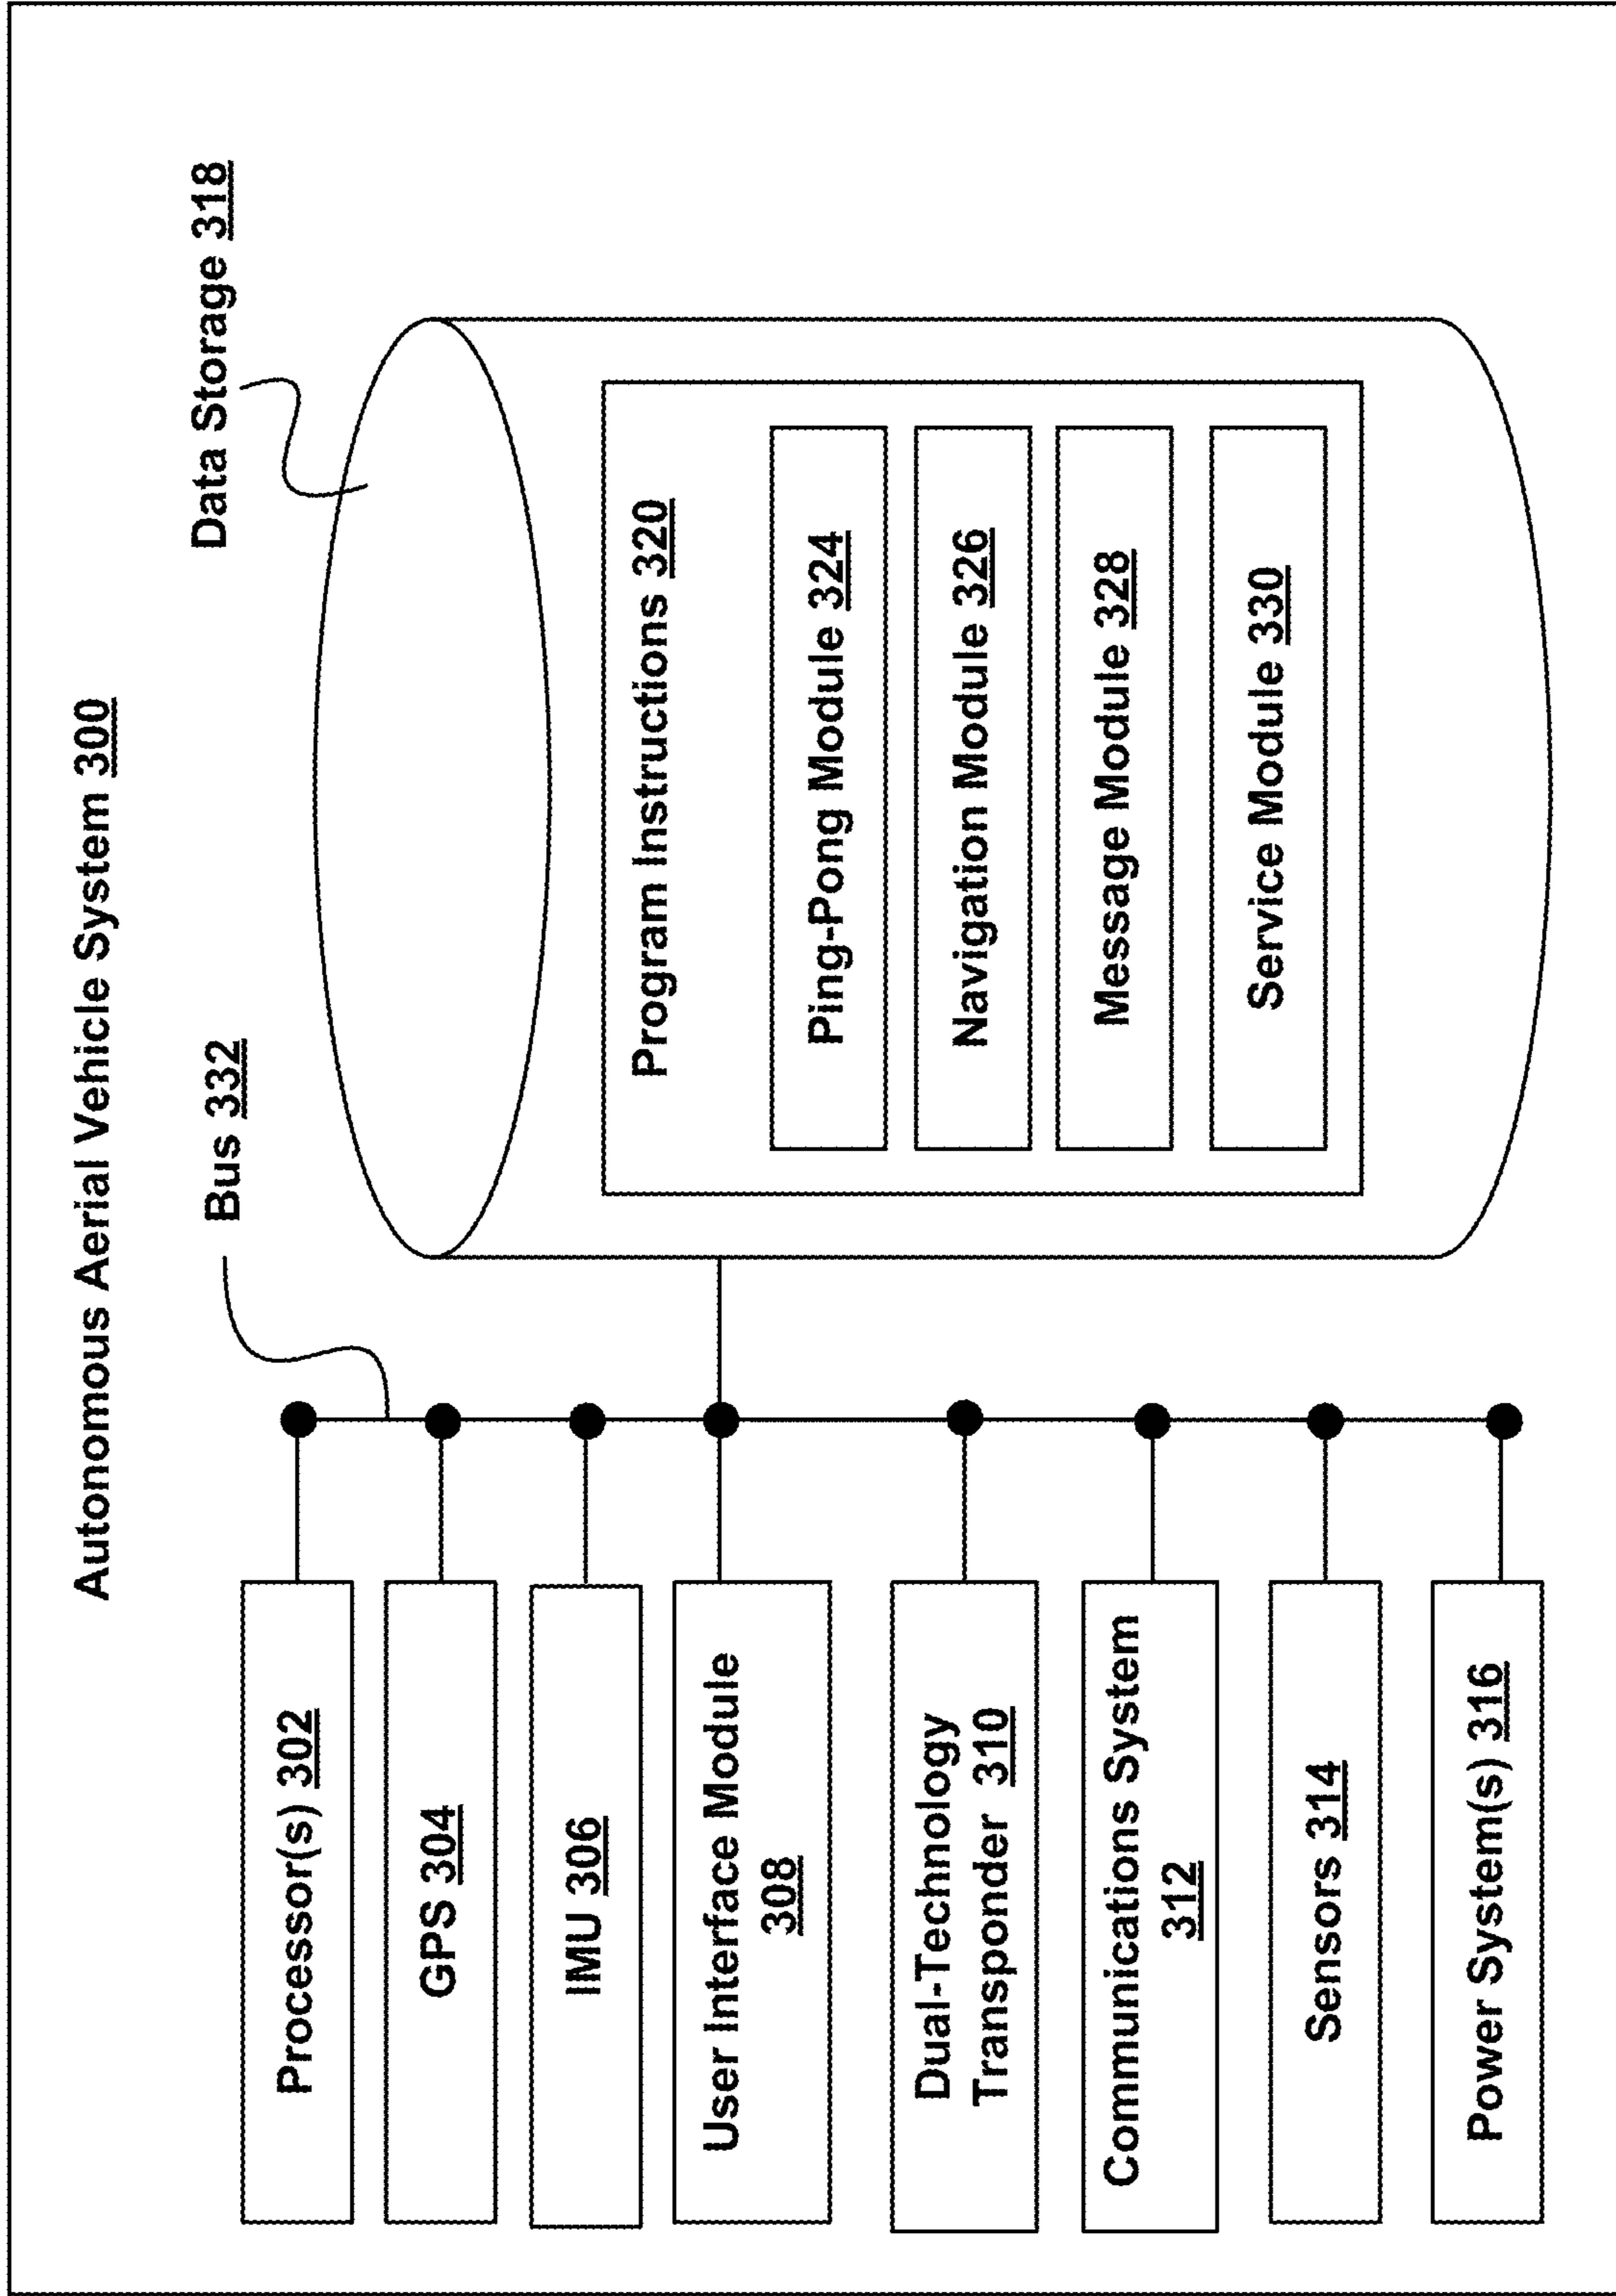 Autonomous Aerial Vehicle System 300
Bus 332
Data Storage 318
Processor(s) 302
GPS 304
IMU 306
User Interface Module
308
Dual-Technology
Transponder 310
Communications System
312
Sensors 314
Power System(s) 316
Program Instructions 320
Ping-Pong Module 324
Navigation Module 326
Message Module 328
Service Module 330